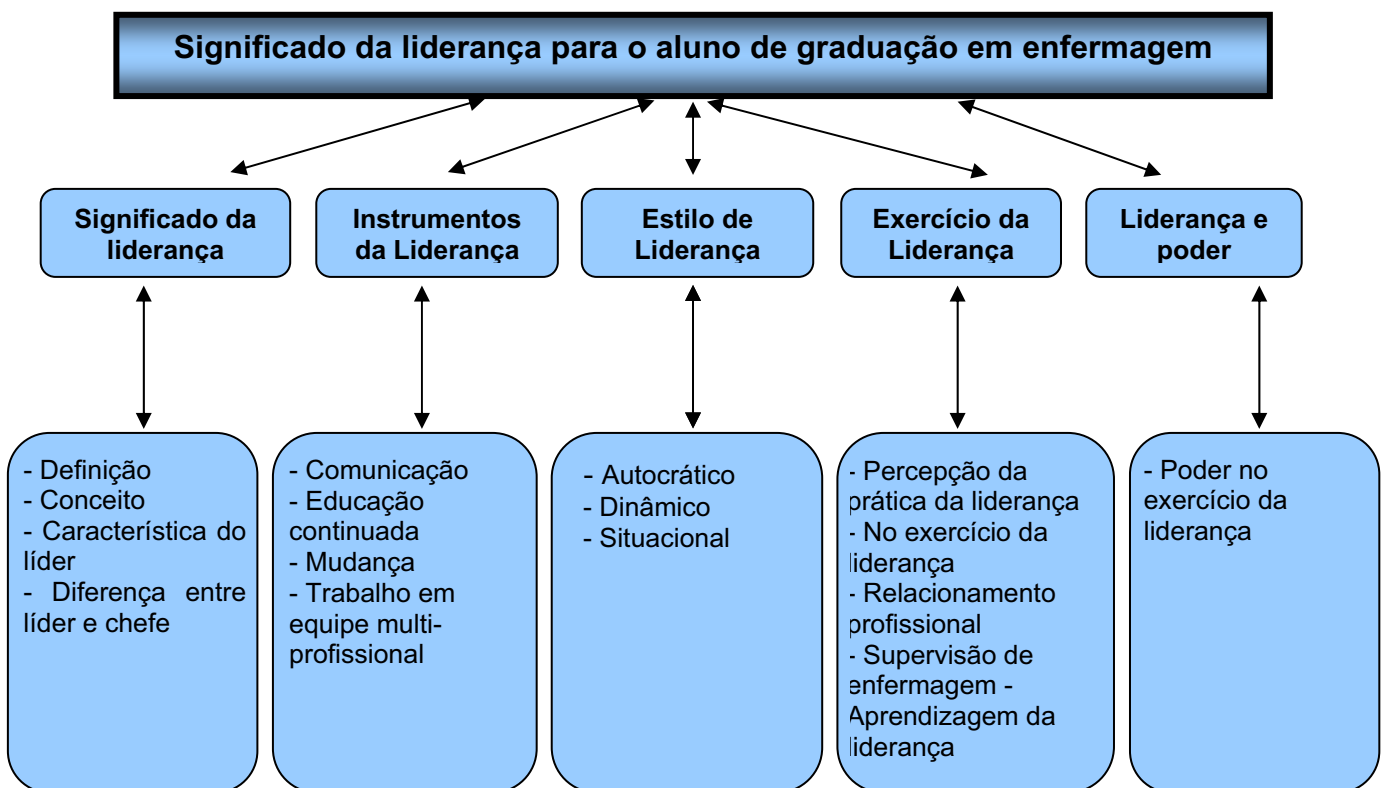 Significado da liderança para o aluno de graduação em enfermagem
Significado da
liderança
Instrumentos
da Liderança
Estilo de
Liderança
Exercício da
Liderança
Liderança e
poder
- Definição
- Conceito
- Característica do
líder
- Diferença entre
líder e chefe
- Comunicação
- Educação
continuada
- Mudança
- Trabalho em
equipe multi-
profissional
- Autocrático
- Dinâmico
- Situacional
- Percepção da
prática da liderança
- No exercício da
liderança
- Relacionamento
profissional
- Supervisão de
enfermagem -
Aprendizagem da
liderança
- Poder no
exercício da
liderança